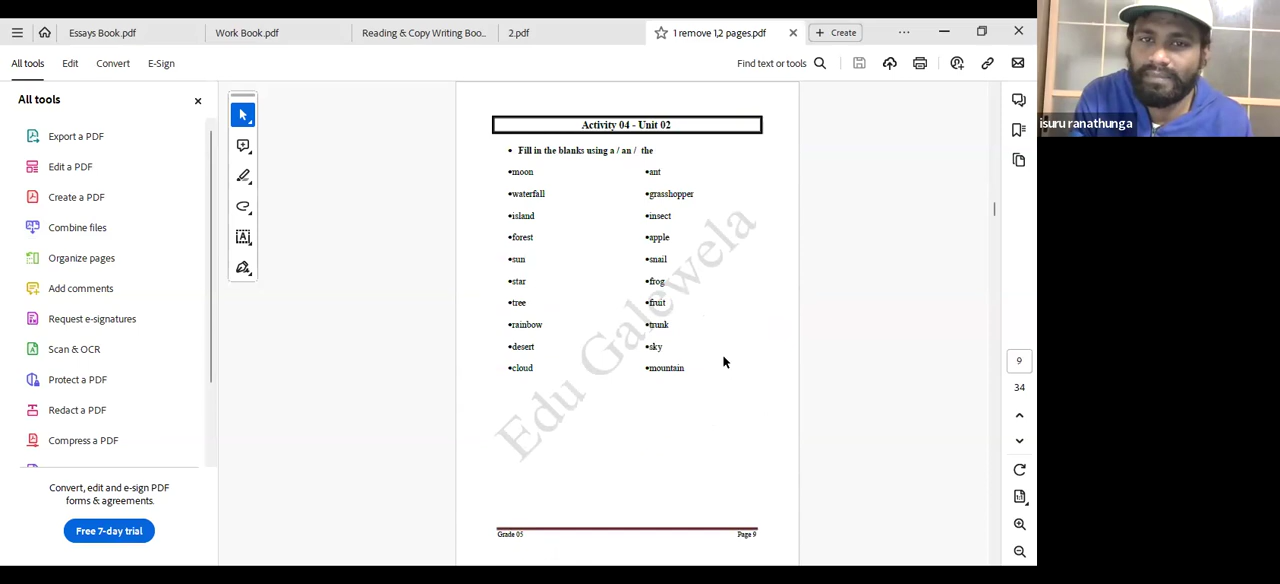 Essays Book.pdf
Work Book.pdf
Reading & Copy Writing Boo...
2.pdf
1 remove 1,2 pages.pdf
+ Create
All tools
Edit
Convert
E-Sign
Find text or tools
All tools
Export a PDF
Edit a PDF
Create a PDF
Combine files
Organize pages
Add comments
Request e-signatures
Scan & OCR
Protect a PDF
Redact a PDF
Compress a PDF
Convert, edit and e-sign PDF
forms & agreements.
Free 7-day trial
Activity 04 - Unit 02
• Fill in the blanks using a / an / the
•moon
•waterfall
•island
•forest
•sun
•star
•tree
•rainbow
•desert
•cloud
•ant
•grasshopper
•insect
•apple
•snail
•frog
•fruit
•trunk
•sky
•mountain
Edu Galewela
Grade 05
Page 9
9
34
isuru ranathunga